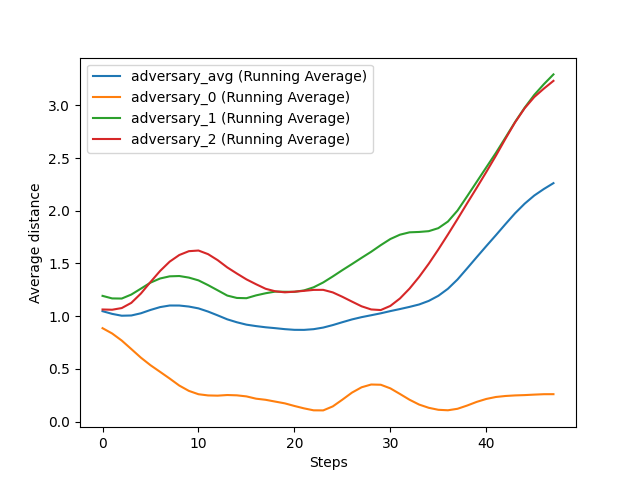 adversary_avg (Running Average)
adversary_0 (Running Average)
adversary_1 (Running Average)
adversary_2 (Running Average)
3.0
2.5
2.0
1.5
1.0
0.5
0.0
Average distance
0 10 20 30 40
Steps